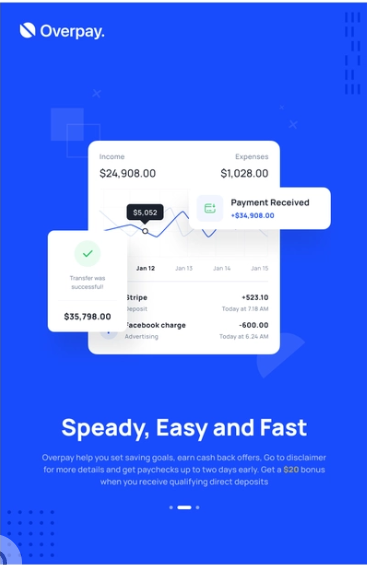 Overpay.
Income Expenses
$24,908.00 $1,028.00
Payment Received
+$34,908.00
$5,052
Jan 12 Jan 13 Jan 14 Jan 15
Transfer was
successful!
$35,798.00
Stripe +523.10
Deposit Today at 7.18 AM
Facebook charge -600.00
Advertising Today at 6.24 AM
Speady, Easy and Fast
Overpay help you set saving goals, earn cash back offers, Go to disclaimer
for more details and get paychecks up to two days early. Get a $20 bonus
when you receive qualifying direct deposits